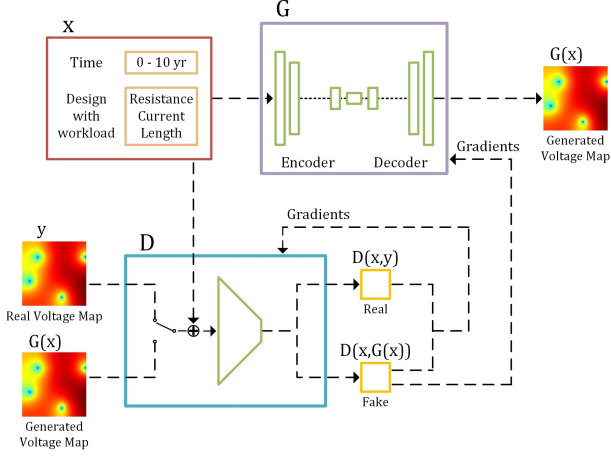 x
G
Time
0 - 10 yr
Design
with
workload
Resistance
Current
Length
Encoder
Decoder
G(x)
Generated
Voltage Map
Gradients
Gradients
y
Real Voltage Map
D
D(x,y)
Real
G(x)
Generated
Voltage Map
D(x,G(x))
Fake